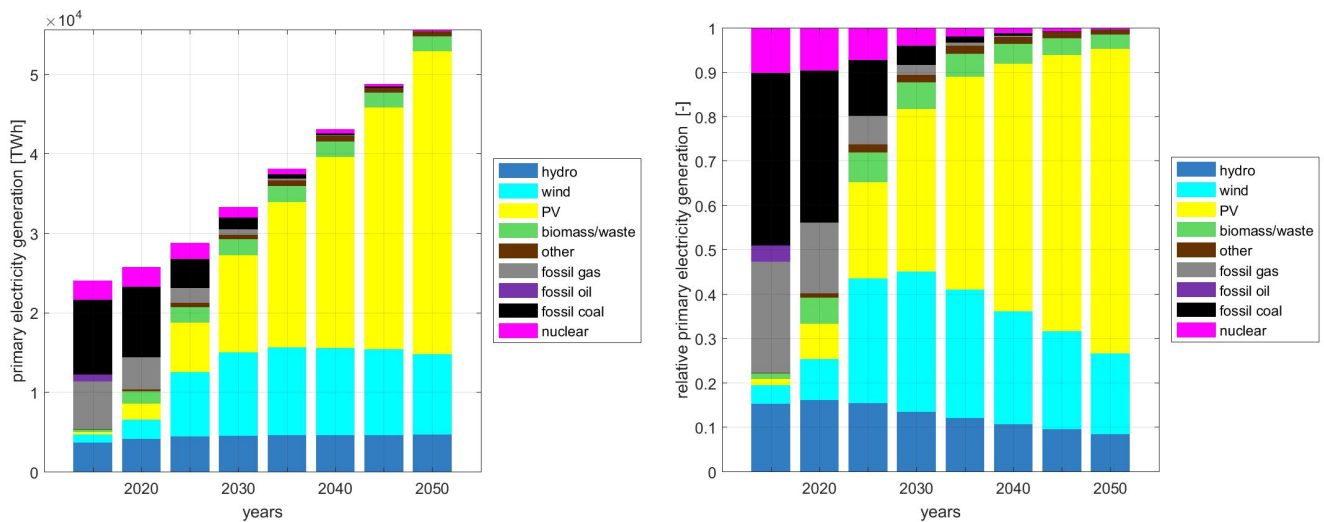 ×10⁴
5
4
3
2
1
0
primary electricity generation [TWh]
2020
2030
2040
2050
years
hydro
wind
PV
biomass/waste
other
fossil gas
fossil oil
fossil coal
nuclear
1
0.9
0.8
0.7
0.6
0.5
0.4
0.3
0.2
0.1
0
relative primary electricity generation [-]
2020
2030
2040
2050
years
hydro
wind
PV
biomass/waste
other
fossil gas
fossil oil
fossil coal
nuclear